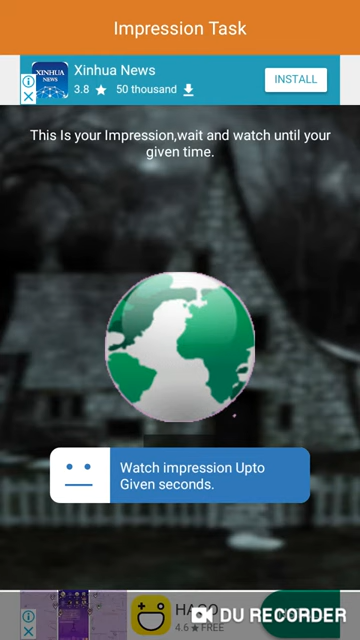 Impression Task
XINHUA
NEWS
Xinhua News
3.8 50 thousand
INSTALL
This Is your Impression,wait and watch until your
given time.
Watch impression Upto
Given seconds.
4.6 FREE
DU RECORDER